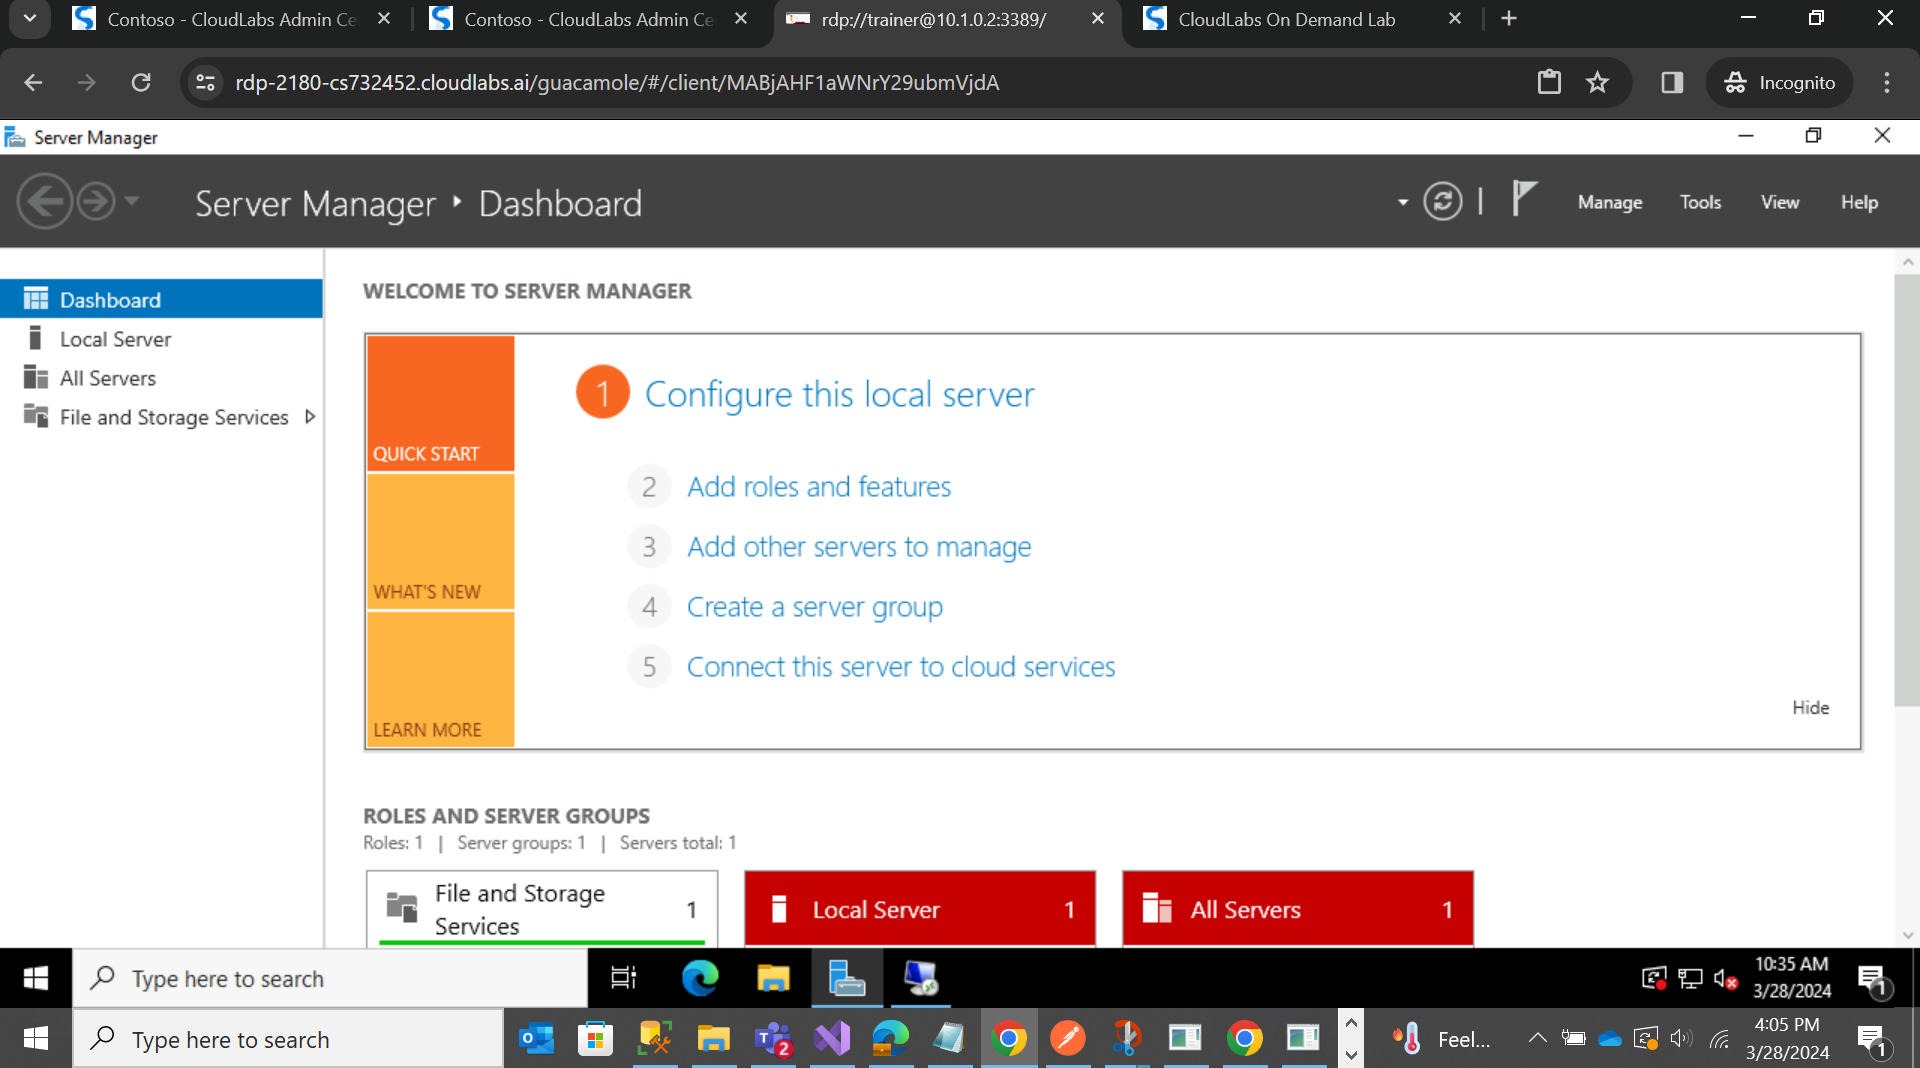 Contoso - CloudLabs Admin Ce
Contoso - CloudLabs Admin Ce
rdp://trainer@10.1.0.2:3389/
CloudLabs On Demand Lab
rdp-2180-cs732452.cloudlabs.ai/guacamole/#/client/MABjAHF1aWNrY29ubmVjdA
Incognito
Server Manager
Server Manager
Dashboard
Manage
Tools
View
Help
Dashboard
Local Server
All Servers
File and Storage Services
WELCOME TO SERVER MANAGER
QUICK START
WHAT'S NEW
LEARN MORE
1 Configure this local server
2 Add roles and features
3 Add other servers to manage
4 Create a server group
5 Connect this server to cloud services
Hide
ROLES AND SERVER GROUPS
Roles: 1 | Server groups: 1 | Servers total: 1
File and Storage
Services
1
Local Server 1
All Servers 1
Type here to search
10:35 AM
3/28/2024
1
Type here to search
2
Feel...
4:05 PM
3/28/2024
1